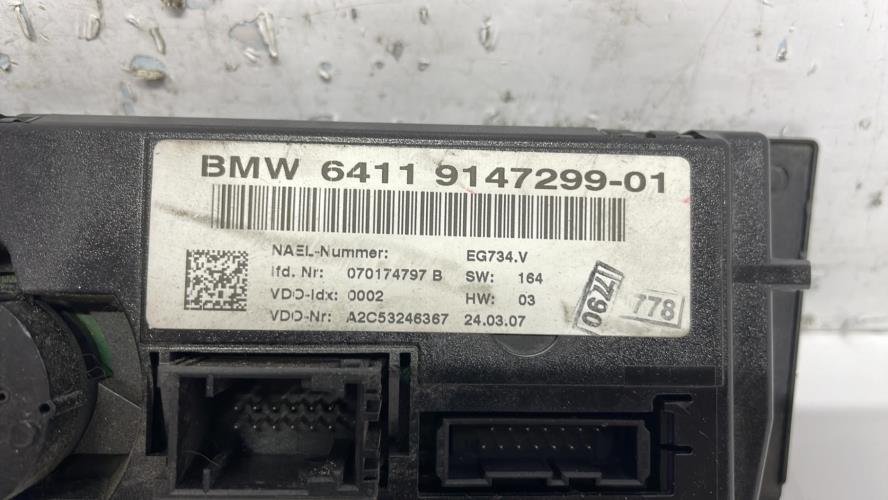 BMW 6411 9147299-01
NAEL-Nummer: EG734.V
lfd. Nr: 070174797 B SW: 164
VDO-Idx: 0002 HW: 03
VDO-Nr: A2C53246367 24.03.07
17790
778